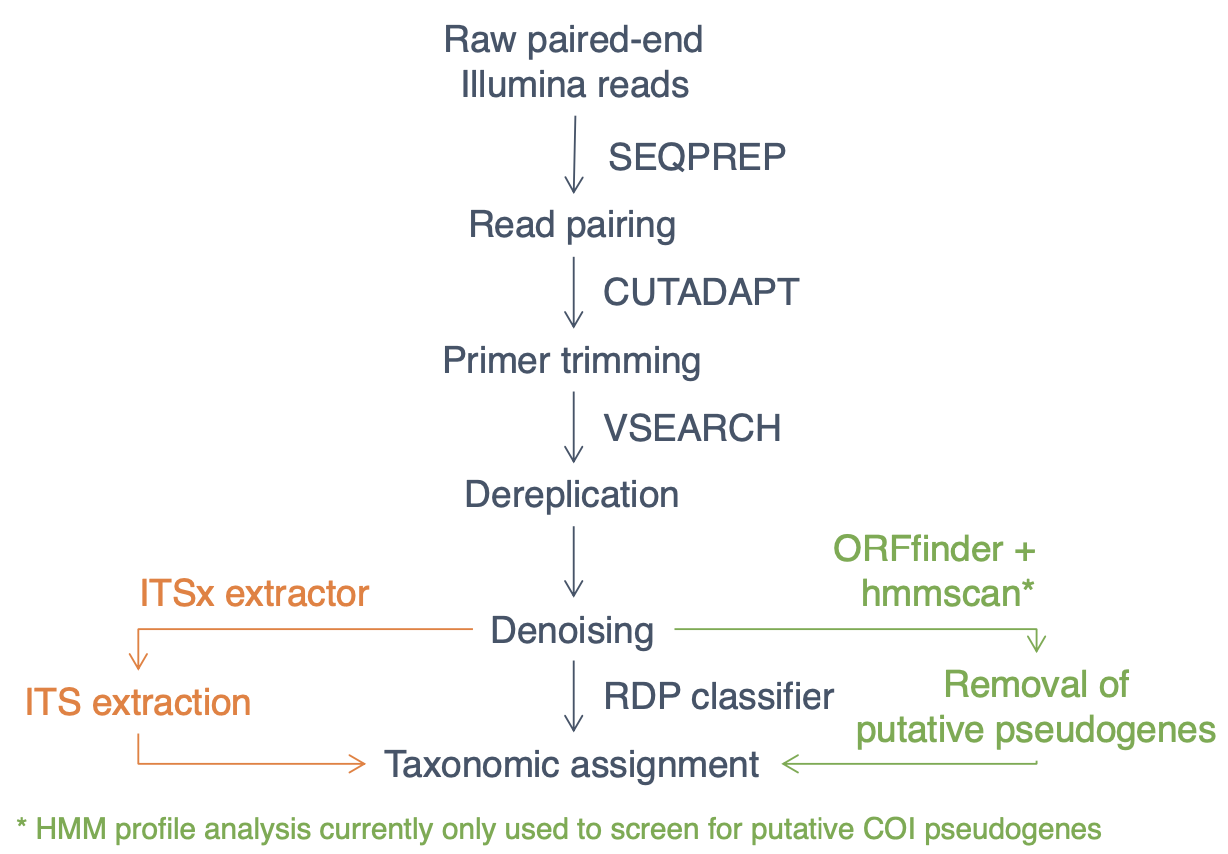 Raw paired-end
Illumina reads
SEQPREP
Read pairing
CUTADAPT
Primer trimming
VSEARCH
Dereplication
ORFfinder +
hmmscan*
ITSx extractor
Denoising
RDP classifier
ITS extraction
Removal of
putative pseudogenes
Taxonomic assignment
* HMM profile analysis currently only used to screen for putative COI pseudogenes